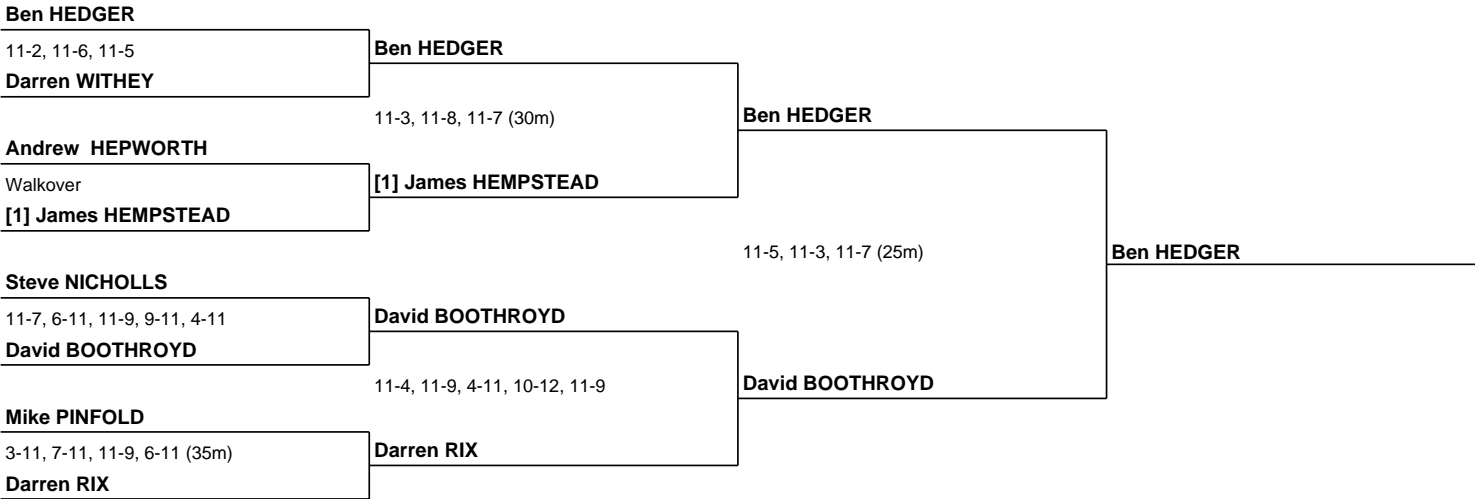 Ben HEDGER
11-2, 11-6, 11-5
Darren WITHEY
Andrew  HEPWORTH
Walkover
[1] James HEMPSTEAD
Steve NICHOLLS
11-7, 6-11, 11-9, 9-11, 4-11
David BOOTHROYD
Mike PINFOLD
3-11, 7-11, 11-9, 6-11 (35m)
Darren RIX
Ben HEDGER
11-3, 11-8, 11-7 (30m)
[1] James HEMPSTEAD
David BOOTHROYD
11-4, 11-9, 4-11, 10-12, 11-9
Darren RIX
Ben HEDGER
11-5, 11-3, 11-7 (25m)
David BOOTHROYD
Ben HEDGER